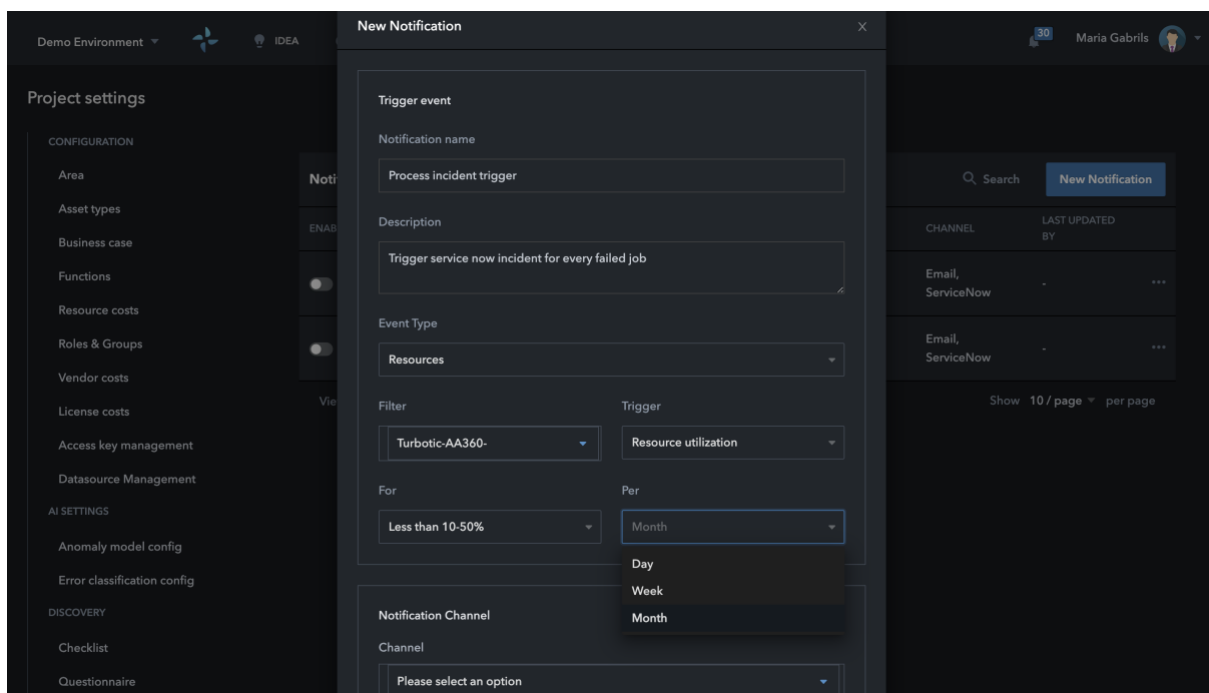 Demo Environment
IDEA
30
Maria Gabrils
Project settings
CONFIGURATION
Area
Asset types
Business case
Functions
Resource costs
Roles & Groups
Vendor costs
License costs
Access key management
Datasource Management
AI SETTINGS
Anomaly model config
Error classification config
DISCOVERY
Checklist
Questionnaire
Noti
Search
New Notification
ENAB
CHANNEL
LAST UPDATED
BY
Email,
ServiceNow
-
Email,
ServiceNow
-
Vie
Show 10 / page per page
New Notification
X
Trigger event
Notification name
Process incident trigger
Description
Trigger service now incident for every failed job
Event Type
Resources
Filter
Trigger
Turbotic-AA360-
Resource utilization
For
Per
Less than 10-50%
Month
Day
Week
Month
Notification Channel
Channel
Please select an option